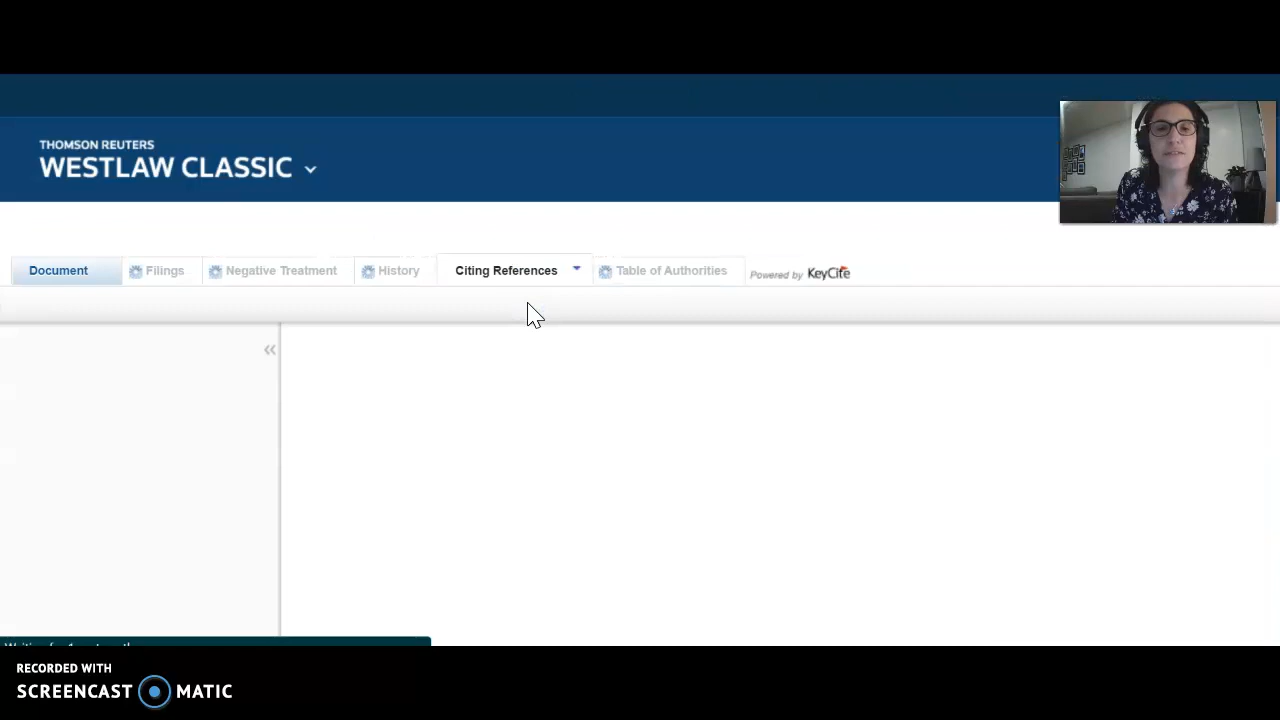 THOMSON REUTERS
WESTLAW CLASSIC
Document Filings Negative Treatment History Citing References Table of Authorities Powered by KeyCite
RECORDED WITH
SCREENCAST MATIC